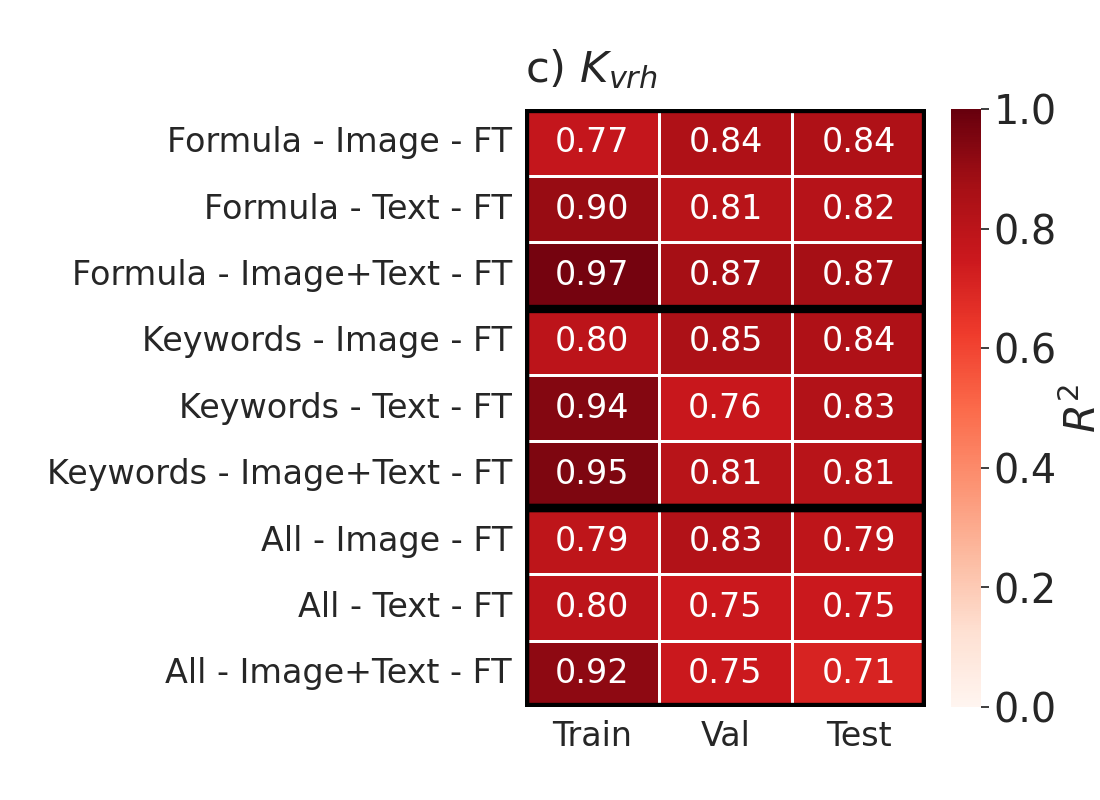 c) K_vrh
Formula - Image - FT 0.77 0.84 0.84
Formula - Text - FT 0.90 0.81 0.82
Formula - Image+Text - FT 0.97 0.87 0.87
Keywords - Image - FT 0.80 0.85 0.84
Keywords - Text - FT 0.94 0.76 0.83
Keywords - Image+Text - FT 0.95 0.81 0.81
All - Image - FT 0.79 0.83 0.79
All - Text - FT 0.80 0.75 0.75
All - Image+Text - FT 0.92 0.75 0.71
Train Val Test
1.0
0.8
0.6
0.4
0.2
0.0
R²